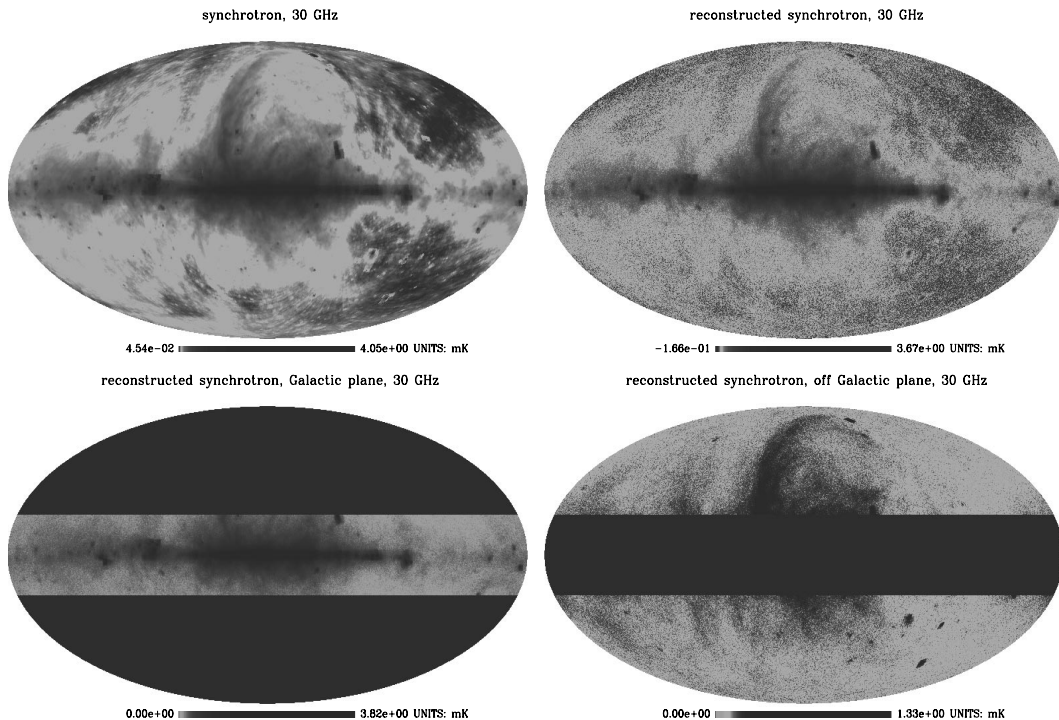 synchrotron, 30 GHz
reconstructed synchrotron, 30 GHz
4.54e-02 4.05e+00 UNITS: mK
-1.66e-01 3.67e+00 UNITS: mK
reconstructed synchrotron, Galactic plane, 30 GHz
reconstructed synchrotron, off Galactic plane, 30 GHz
0.00e+00 3.82e+00 UNITS: mK
0.00e+00 1.33e+00 UNITS: mK